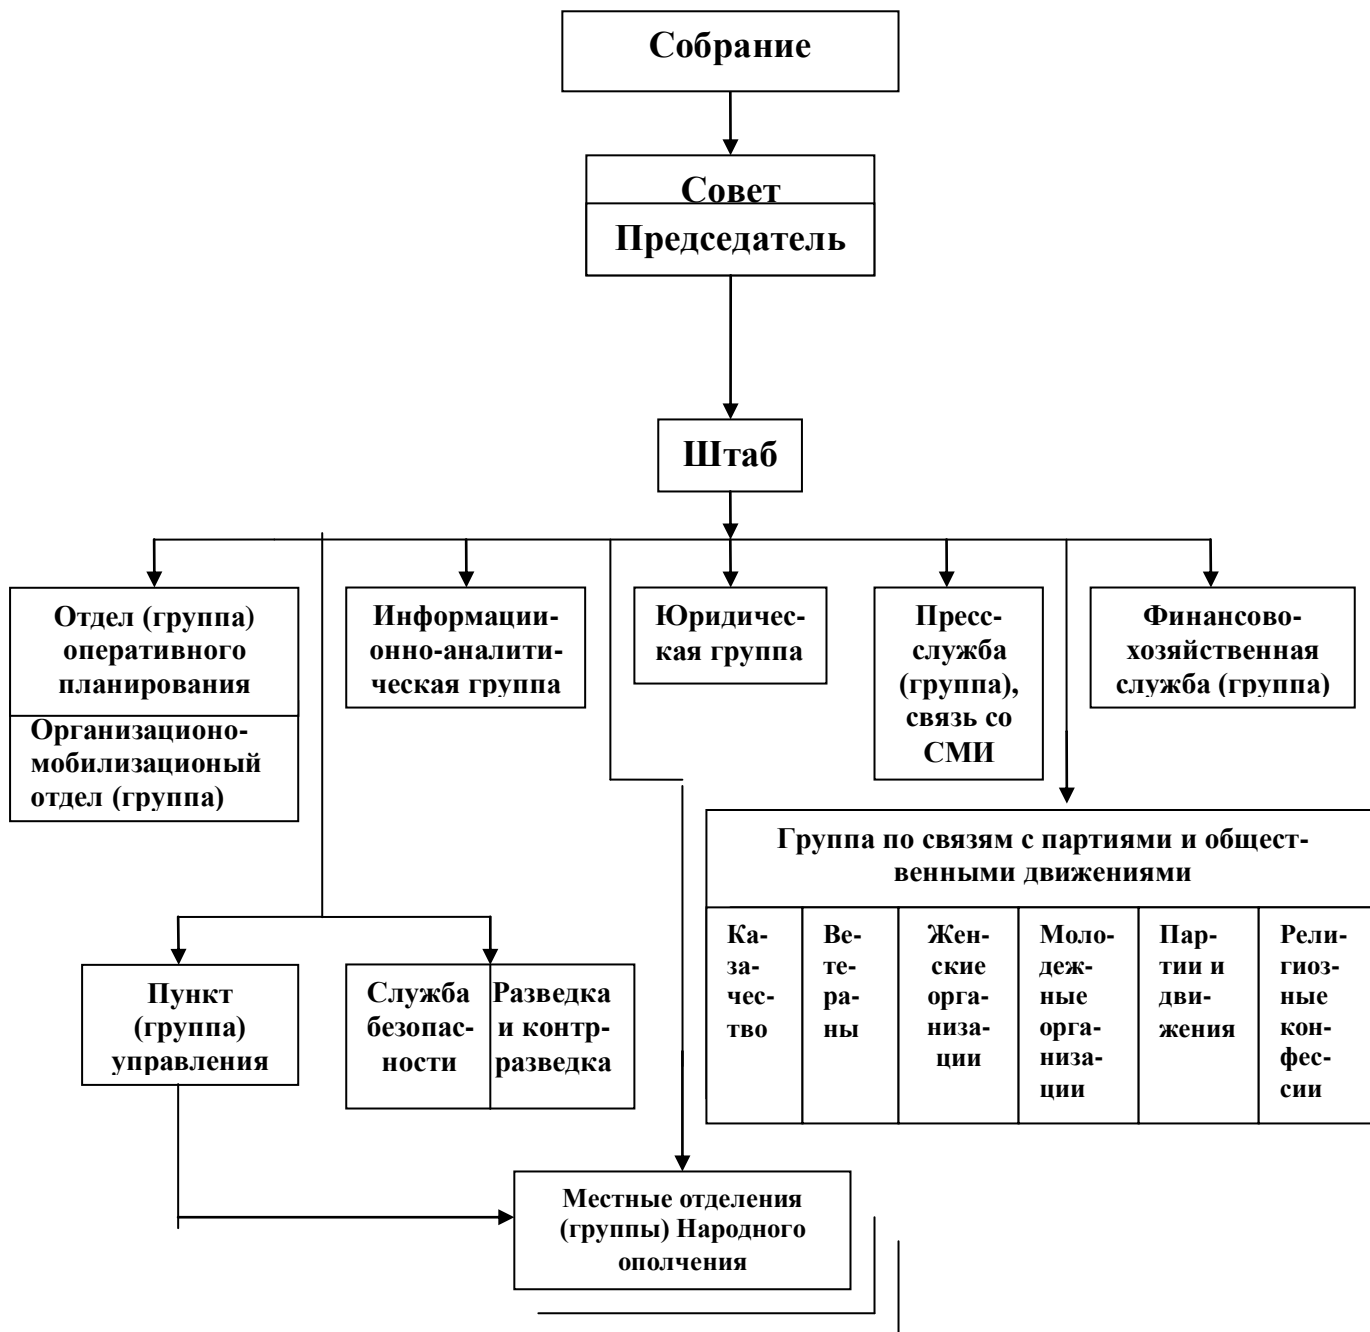 Собрание
Совет
Председатель
Штаб
Отдел (группа)
оперативного
планирования
Организационо-
мобилизационый
отдел (группа)
Информаци-
онно-аналити-
ческая группа
Юридичес-
кая группа
Пресс-
служба
(группа),
связь со
СМИ
Финансово-
хозяйственная
служба (группа)
Группа по связям с партиями и общест-
венными движениями
Ка-
за-
чес-
тво
Ве-
те-
ра-
ны
Жен-
ские
орга-
низа-
ции
Моло-
деж-
ные
орга-
низа-
ции
Пар-
тии и
дви-
жения
Рели-
гиоз-
ные
кон-
фес-
сии
Пункт
(группа)
управления
Служба
безопас-
ности
Разведка
и контр-
разведка
Местные отделения
(группы) Народного
ополчения